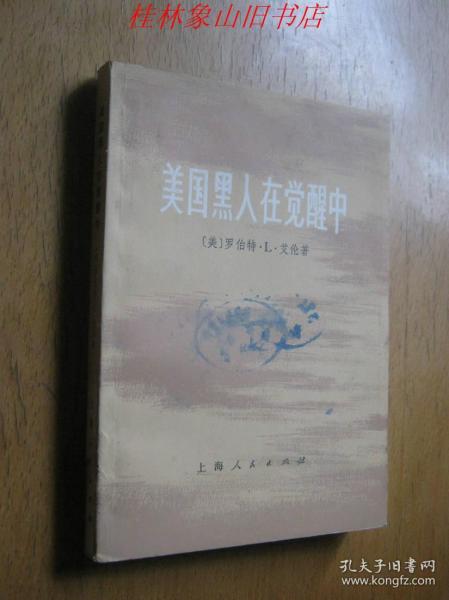 桂林象山旧书店
美国黑人在觉醒中
〔美〕罗伯特·L·艾伦著
上海人民出版社
孔夫子旧书网
www.kongfz.com